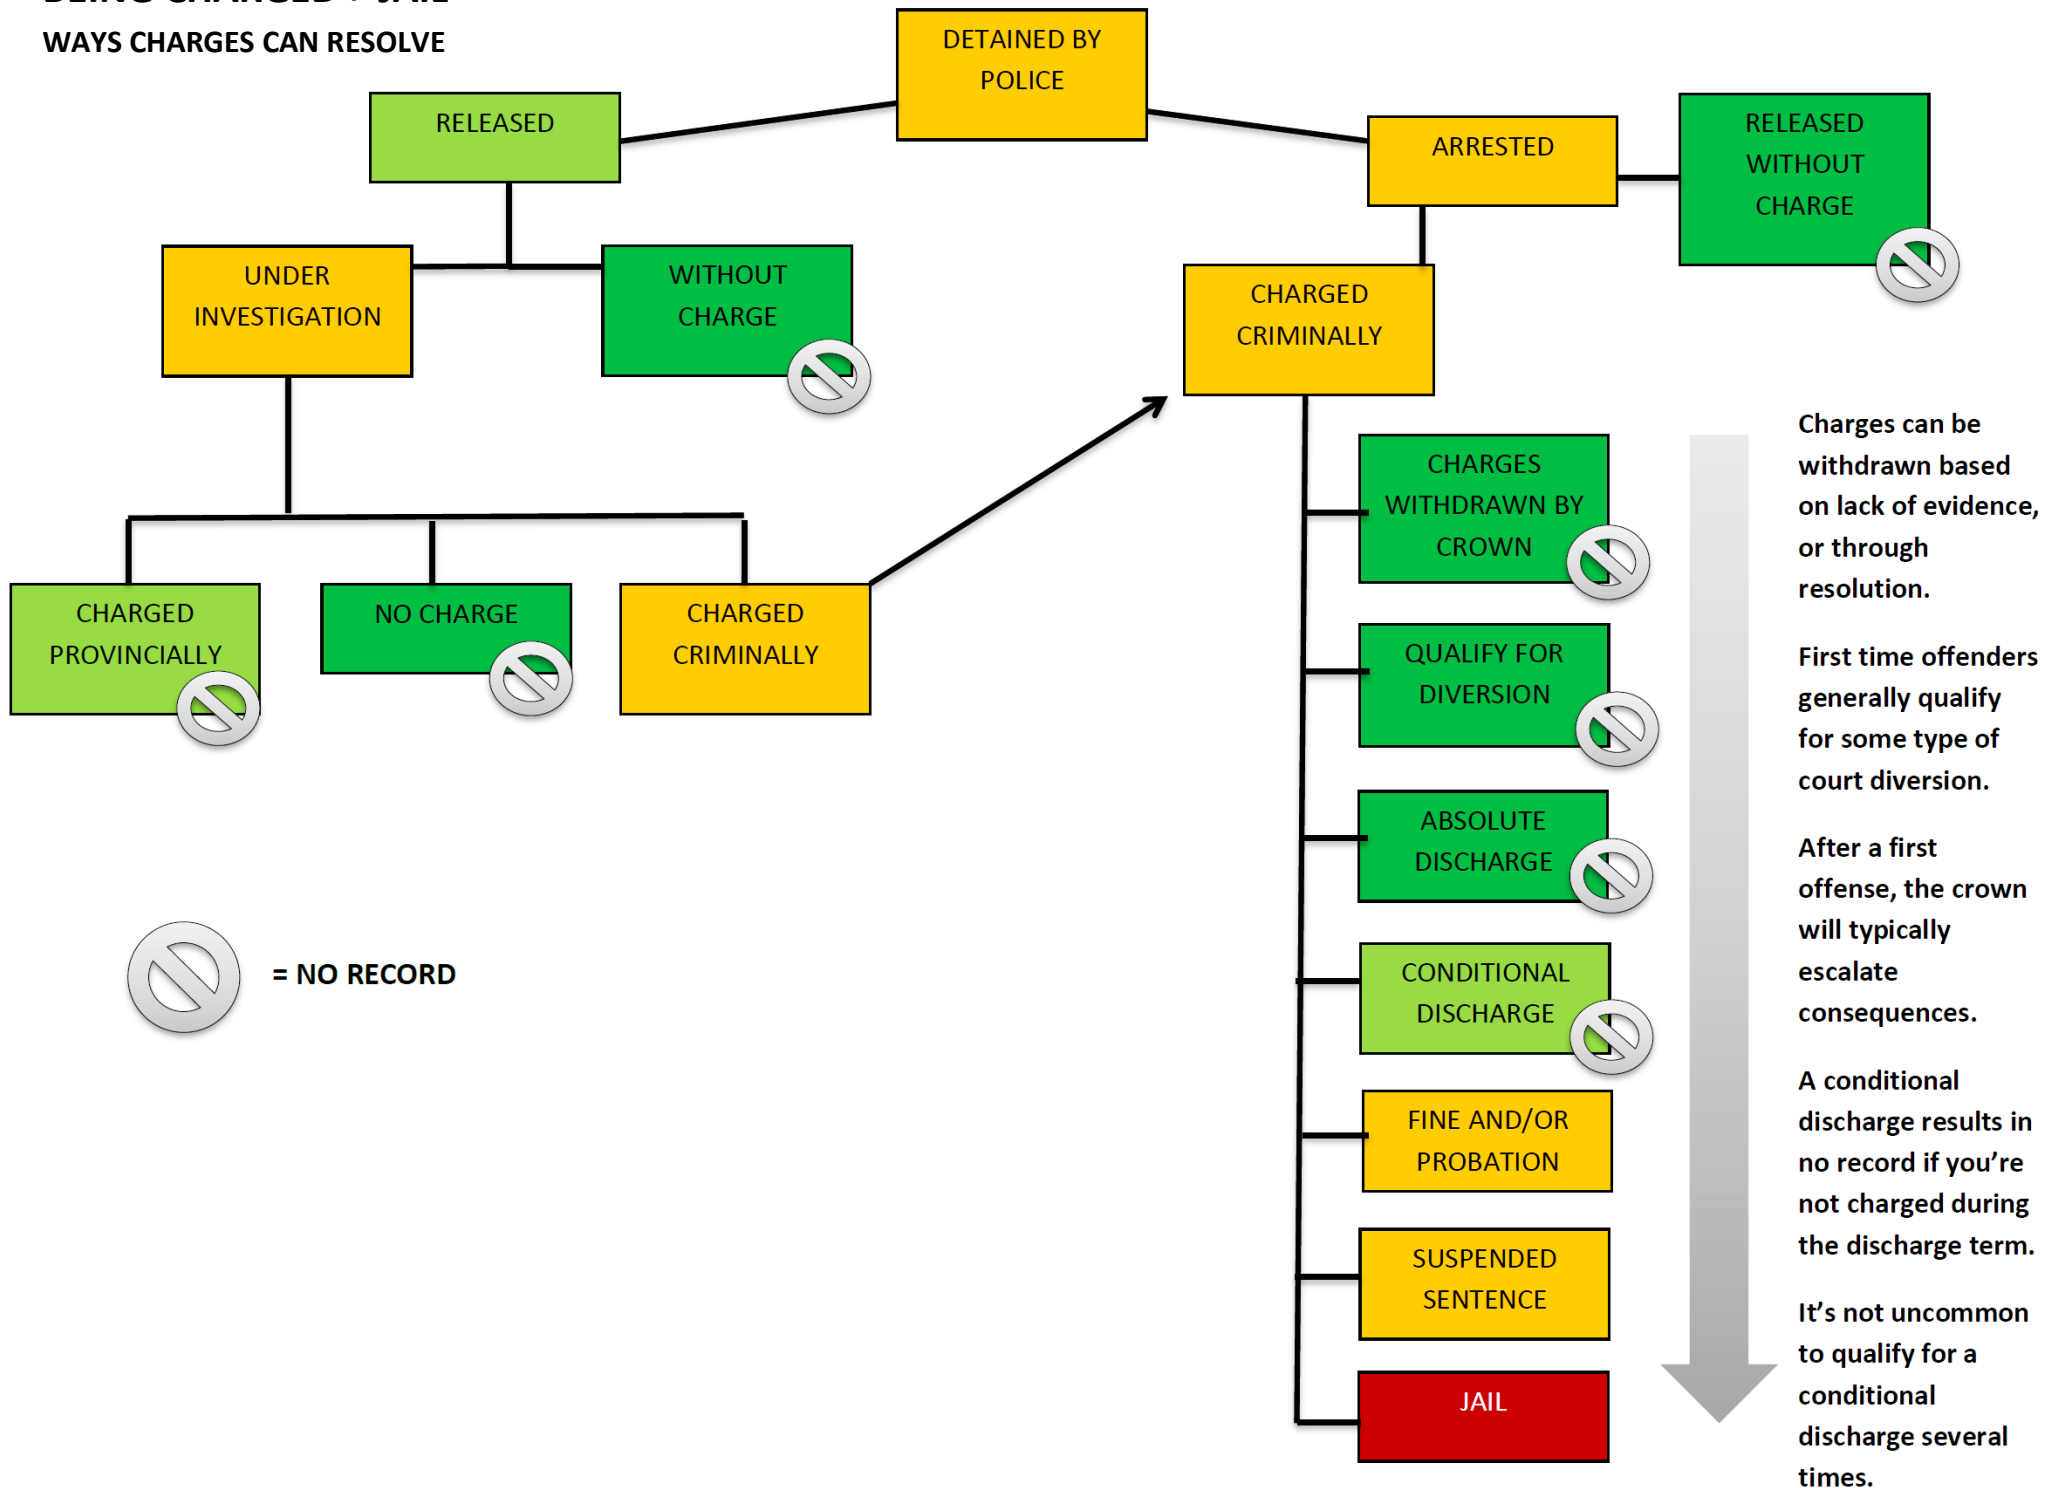 WAYS CHARGES CAN RESOLVE
DETAINED BY
POLICE
RELEASED
ARRESTED
RELEASED
WITHOUT
CHARGE
UNDER
INVESTIGATION
WITHOUT
CHARGE
CHARGED
CRIMINALLY
CHARGED
PROVINCIALLY
NO CHARGE
CHARGED
CRIMINALLY
= NO RECORD
CHARGES
WITHDRAWN BY
CROWN
QUALIFY FOR
DIVERSION
ABSOLUTE
DISCHARGE
CONDITIONAL
DISCHARGE
FINE AND/OR
PROBATION
SUSPENDED
SENTENCE
JAIL
Charges can be
withdrawn based
on lack of evidence,
or through
resolution.
First time offenders
generally qualify
for some type of
court diversion.
After a first
offense, the crown
will typically
escalate
consequences.
A conditional
discharge results in
no record if you’re
not charged during
the discharge term.
It’s not uncommon
to qualify for a
conditional
discharge several
times.